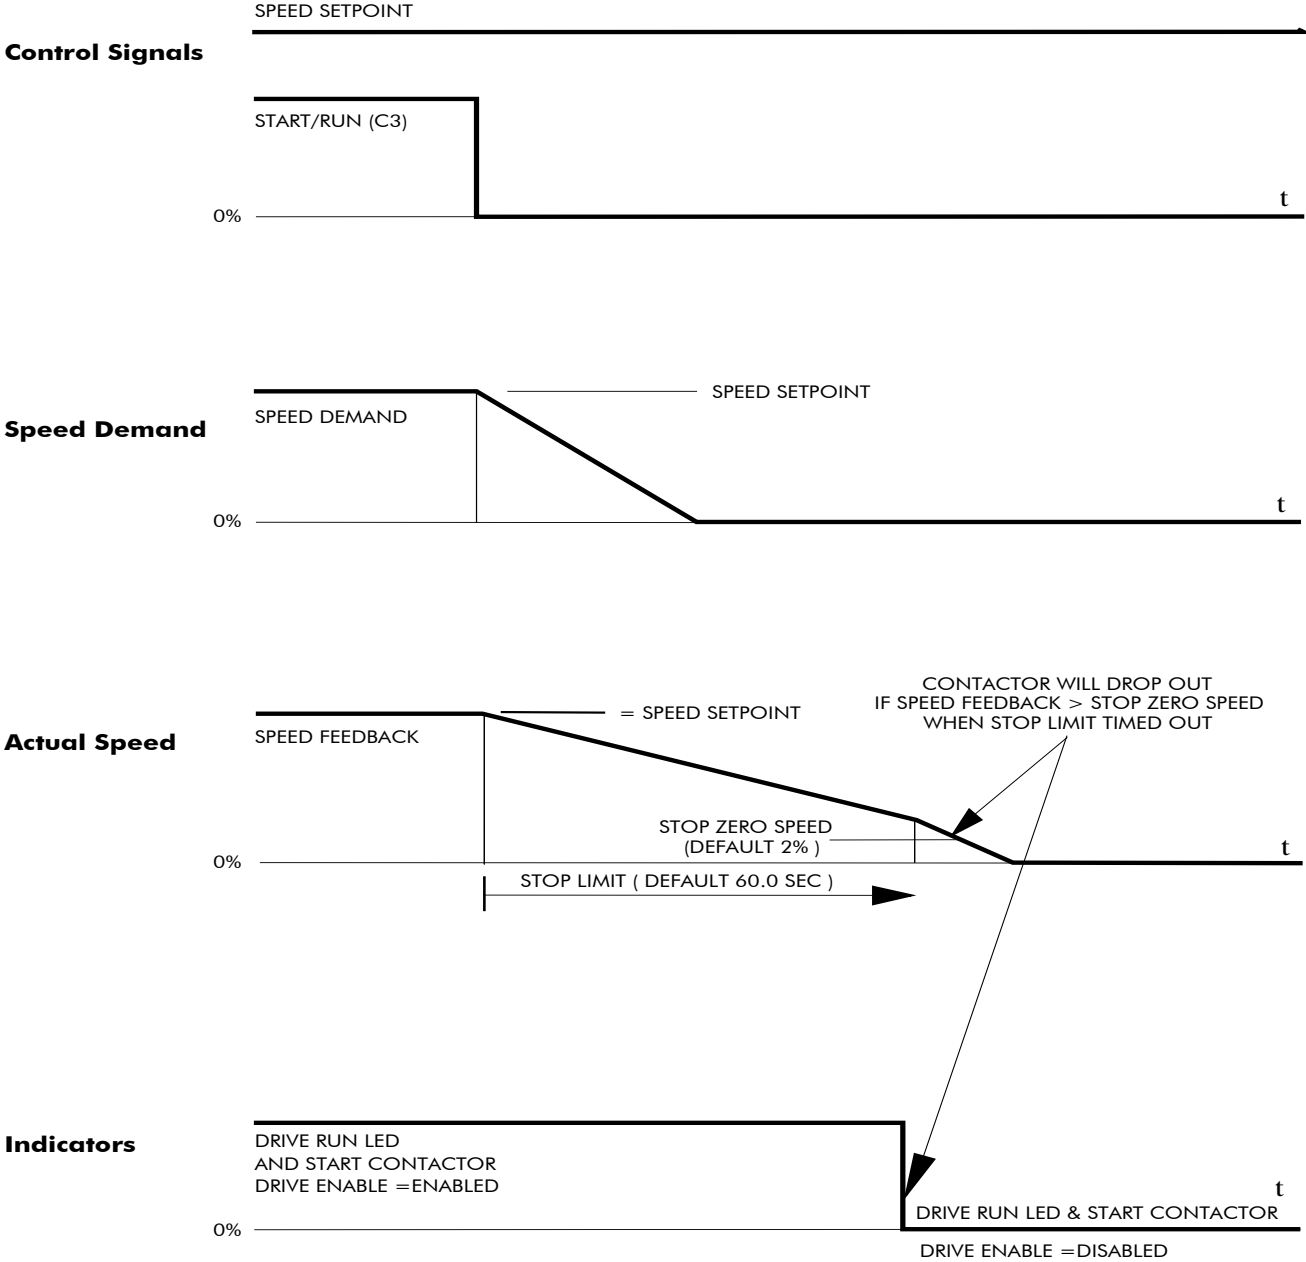 SPEED SETPOINT
Control Signals
START/RUN (C3)
t
0%
SPEED SETPOINT
SPEED DEMAND
Speed Demand
t
0%
CONTACTOR WILL DROP OUT
IF SPEED FEEDBACK > STOP ZERO SPEED
WHEN STOP LIMIT TIMED OUT
= SPEED SETPOINT
SPEED FEEDBACK
Actual Speed
STOP ZERO SPEED
(DEFAULT 2% )
t
0%
STOP LIMIT ( DEFAULT 60.0 SEC )
Indicators
DRIVE RUN LED
AND START CONTACTOR
DRIVE ENABLE =ENABLED
t
DRIVE RUN LED & START CONTACTOR
0%
DRIVE ENABLE =DISABLED